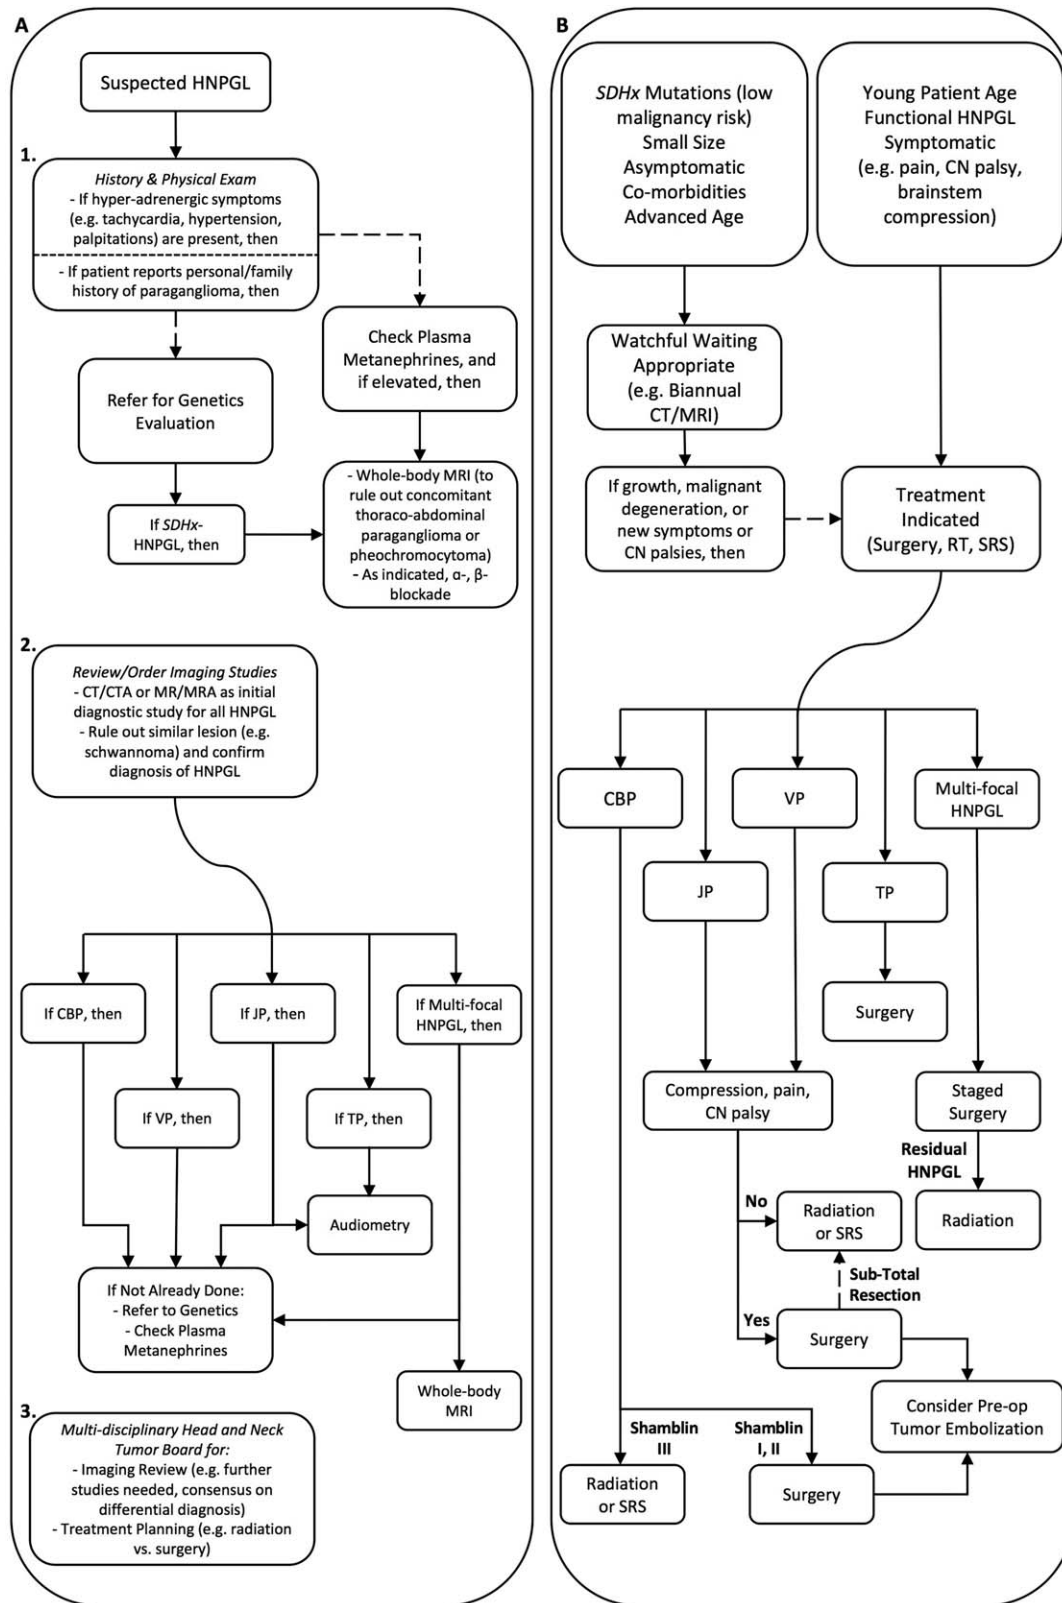 A
Suspected HNPGL
1.
History & Physical Exam
- If hyper-adrenergic symptoms
(e.g. tachycardia, hypertension,
palpitations) are present, then
- If patient reports personal/family
history of paraganglioma, then
Check Plasma
Metanephrines, and
if elevated, then
Refer for Genetics
Evaluation
If SDHx-
HNPGL, then
- Whole-body MRI (to
rule out concomitant
thoraco-abdominal
paraganglioma or
pheochromocytoma)
- As indicated, α-, β-
blockade
2.
Review/Order Imaging Studies
- CT/CTA or MR/MRA as initial
diagnostic study for all HNPGL
- Rule out similar lesion (e.g.
schwannoma) and confirm
diagnosis of HNPGL
If CBP, then
If JP, then
If Multi-focal
HNPGL, then
If VP, then
If TP, then
Audiometry
If Not Already Done:
- Refer to Genetics
- Check Plasma
Metanephrines
Whole-body
MRI
3.
Multi-disciplinary Head and Neck
Tumor Board for:
- Imaging Review (e.g. further
studies needed, consensus on
differential diagnosis)
- Treatment Planning (e.g. radiation
vs. surgery)
B
SDHx Mutations (low
malignancy risk)
Small Size
Asymptomatic
Co-morbidities
Advanced Age
Young Patient Age
Functional HNPGL
Symptomatic
(e.g. pain, CN palsy,
brainstem
compression)
Watchful Waiting
Appropriate
(e.g. Biannual
CT/MRI)
If growth, malignant
degeneration, or
new symptoms or
CN palsies, then
Treatment
Indicated
(Surgery, RT, SRS)
CBP
VP
Multi-focal
HNPGL
JP
TP
Surgery
Compression, pain,
CN palsy
Staged
Surgery
Residual
HNPGL
No
Radiation
or SRS
Radiation
Sub-Total
Resection
Yes
Surgery
Consider Pre-op
Tumor Embolization
Shamblin
III
Shamblin
I, II
Radiation
or SRS
Surgery